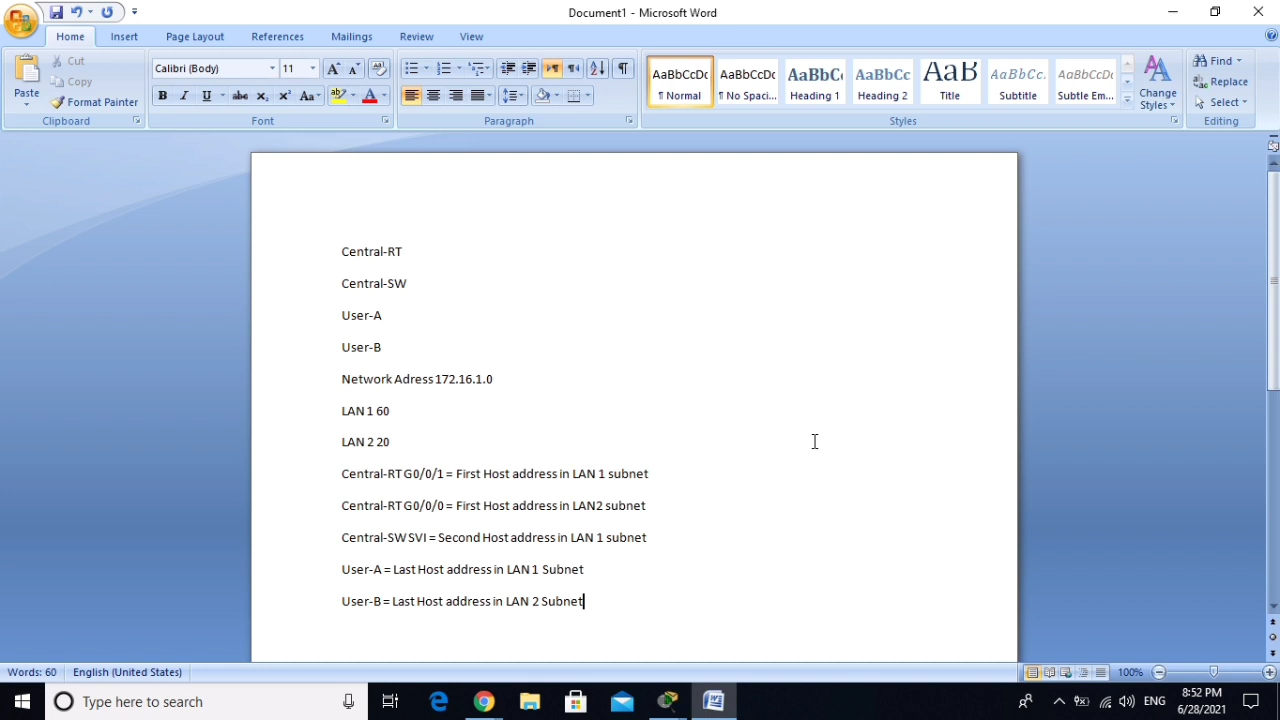 Document1 - Microsoft Word
Home Insert Page Layout References Mailings Review View
Paste
Cut
Copy
Format Painter
Clipboard
Calibri (Body) 11
Font
Paragraph
AaBbCcDc AaBbCcDc AaBbC AaBbCc AaB AaBbCc. AaBbCcDc
¶ Normal ¶ No Spaci... Heading 1 Heading 2 Title Subtitle Subtle Em...
Change Styles
Styles
Find
Replace
Select
Editing
Central-RT
Central-SW
User-A
User-B
Network Adress 172.16.1.0
LAN 1 60
LAN 2 20
Central-RT G0/0/1 = First Host address in LAN 1 subnet
Central-RT G0/0/0 = First Host address in LAN2 subnet
Central-SW SVI = Second Host address in LAN 1 subnet
User-A = Last Host address in LAN 1 Subnet
User-B = Last Host address in LAN 2 Subnet
Words: 60 English (United States) 100%
Type here to search
ENG
8:52 PM
6/28/2021